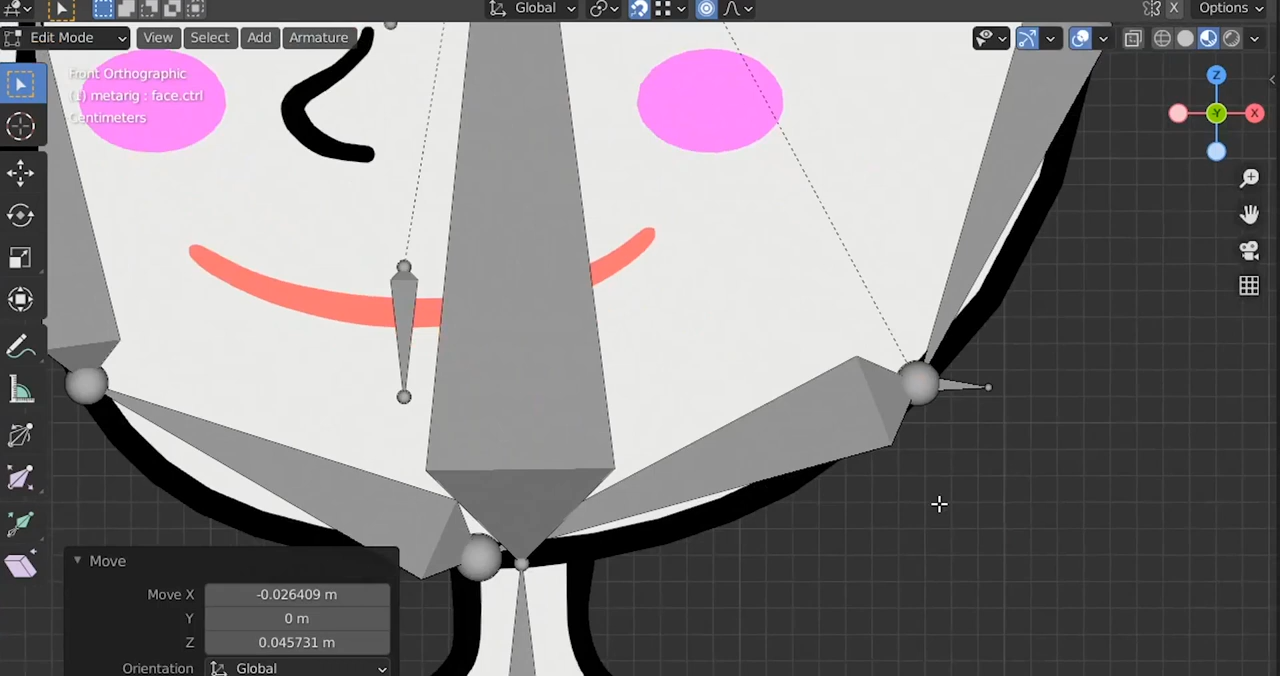 Global
X
Options
Edit Mode
View
Select
Add
Armature
Front Orthographic
(1) metarig : face.ctrl
Centimeters
Z
-Y
X
Move
Move X
-0.026409 m
Y
0 m
Z
0.045731 m
Orientation
Global